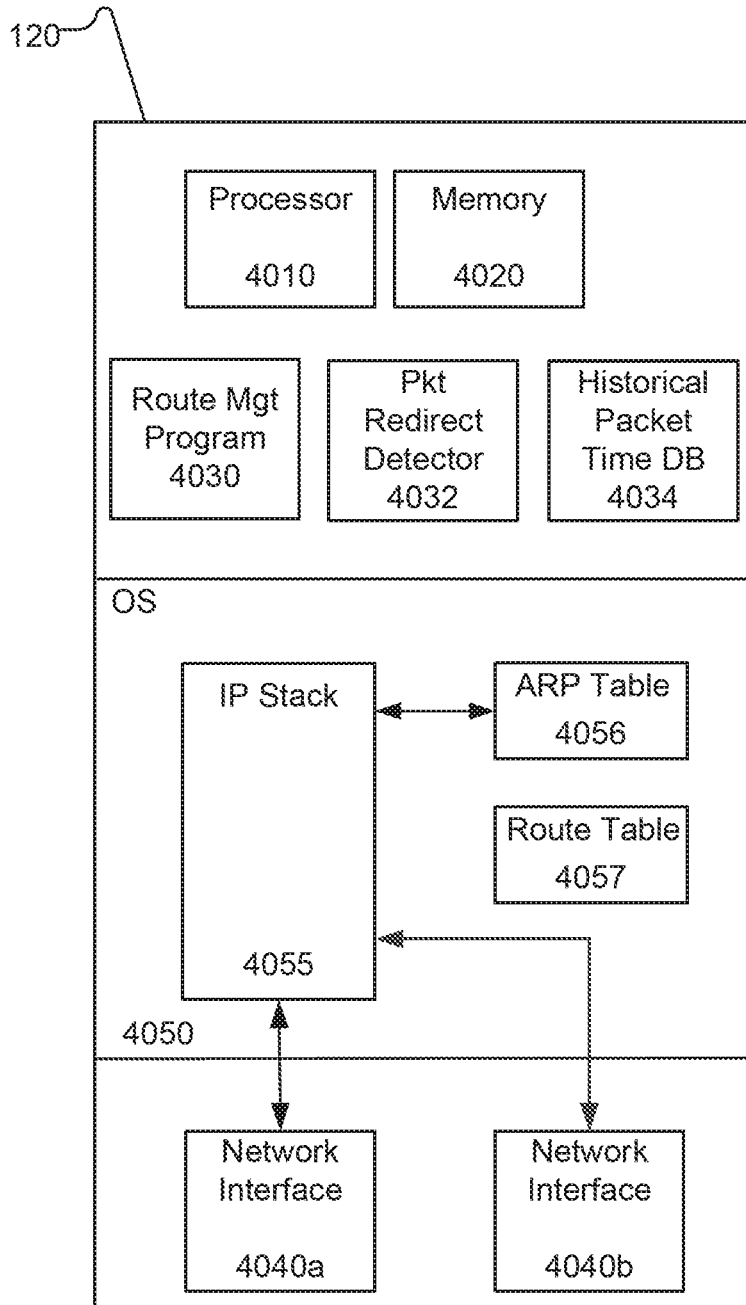 120
Processor
4010
Memory
4020
Route Mgt
Program
4030
Pkt
Redirect
Detector
4032
Historical
Packet
Time DB
4034
OS
IP Stack
4055
ARP Table
4056
Route Table
4057
4050
Network
Interface
4040a
Network
Interface
4040b